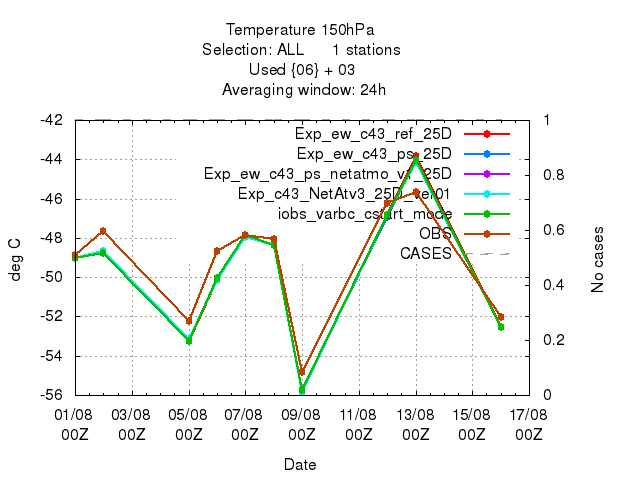 Temperature 150hPa
Selection: ALL 1 stations
Used {06} + 03
Averaging window: 24h
-42 1
Exp_ew_c43_ref_25D
-44 Exp_ew_c43_ps_25D
0.8
Exp_ew_c43_ps_netatmo_v1_25D
-46 Exp_c43_NetAtv3_25D_ref01
iobs_varbc_cstart_mode
0.6
-48 OBS
deg C
CASES
No cases
-50
0.4
-52
0.2
-54
-56 0
01/08 03/08 05/08 07/08 09/08 11/08 13/08 15/08 17/08
00Z 00Z 00Z 00Z 00Z 00Z 00Z 00Z 00Z
Date